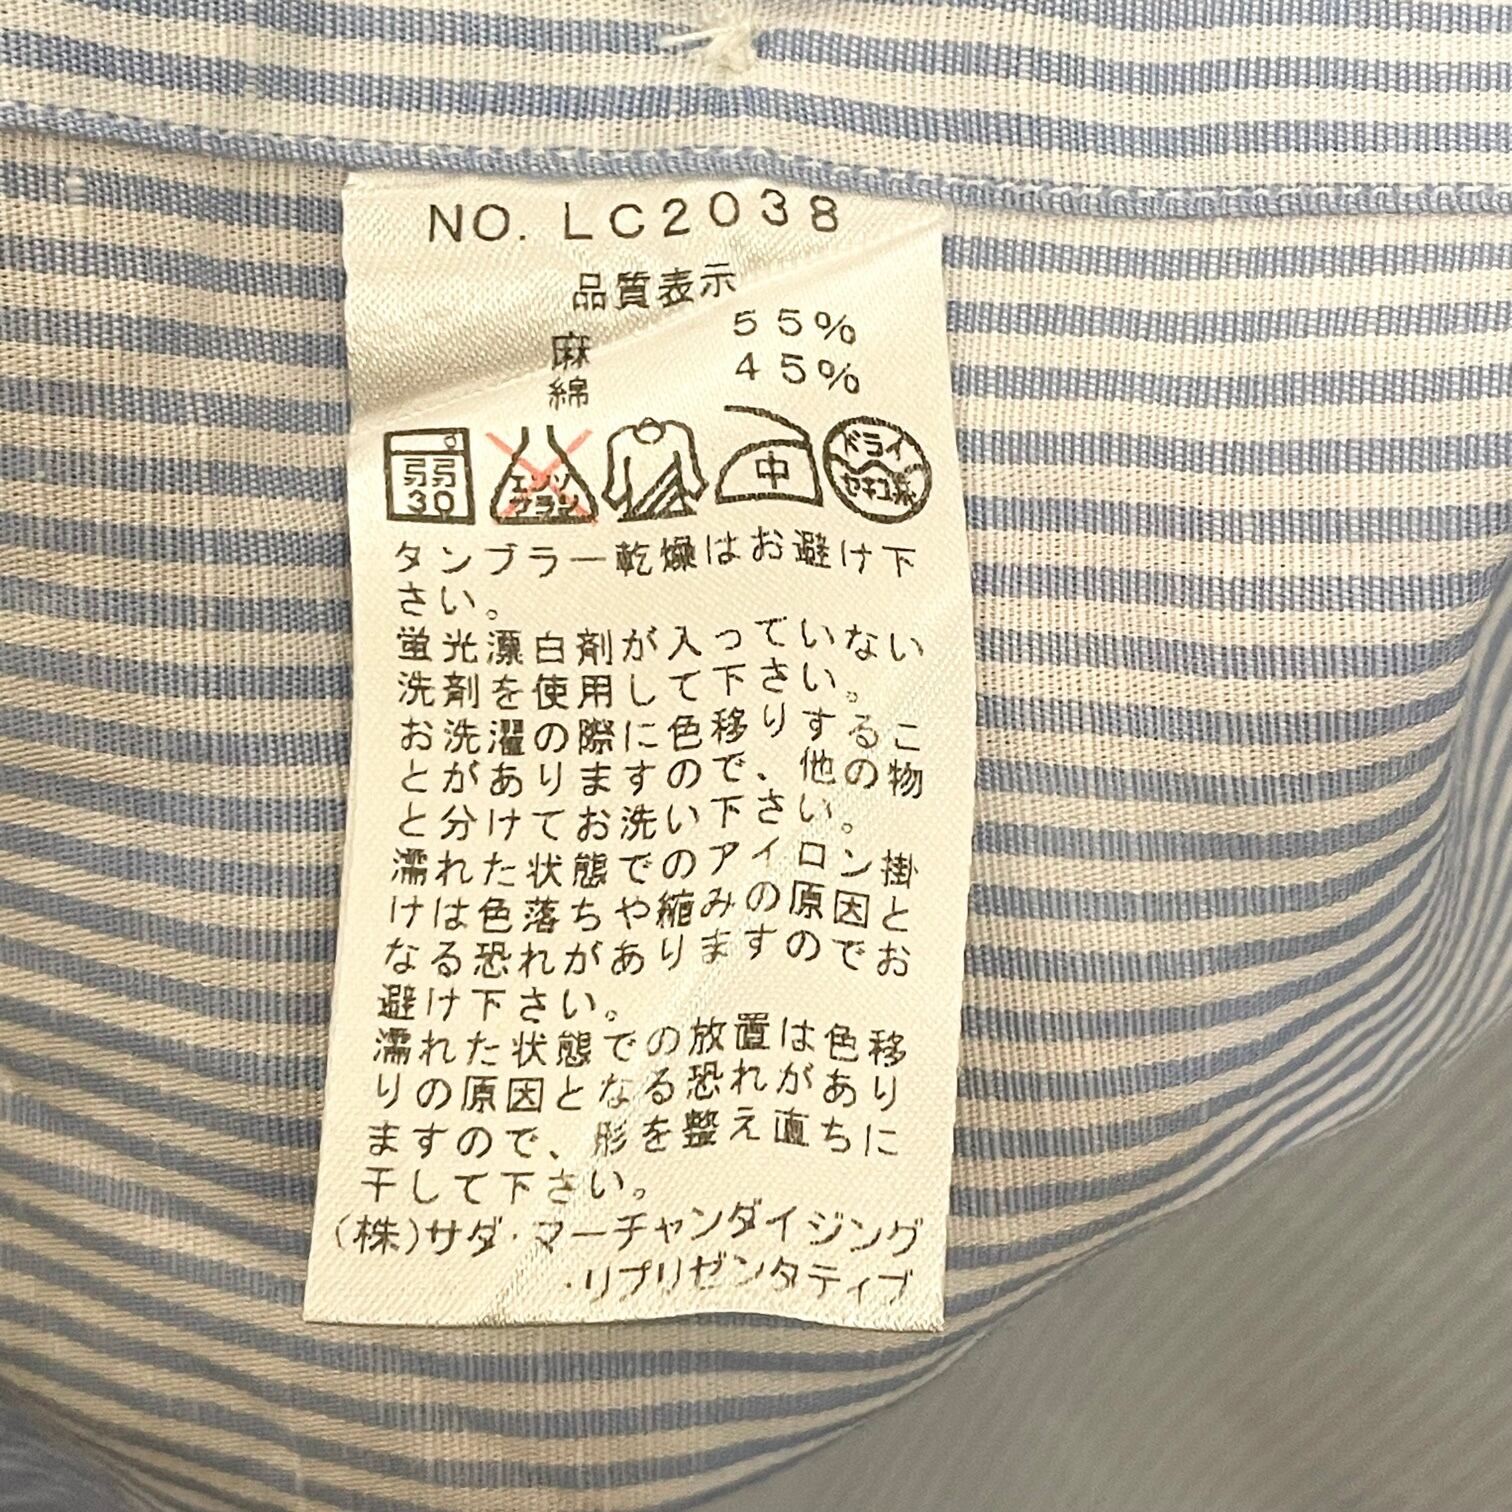 NO. LC2038
品質表示
麻 55%
綿 45%
弱 30 エンソ サラシ 中 ドライ セキユ系
タンブラー乾燥はお避け下
さい。
蛍光漂白剤が入っていない
洗剤を使用して下さい。
お洗濯の際に色移りするこ
とがありますので、他の物
と分けてお洗い下さい。
濡れた状態でのアイロン掛
けは色落ちや縮みの原因と
なる恐れがありますのでお
避け下さい。
濡れた状態での放置は色移
りの原因となる恐れがあり
ますので、形を整え直ちに
干して下さい。
(株)サダ・マーチャンダイジング
・リプリゼンタティブ